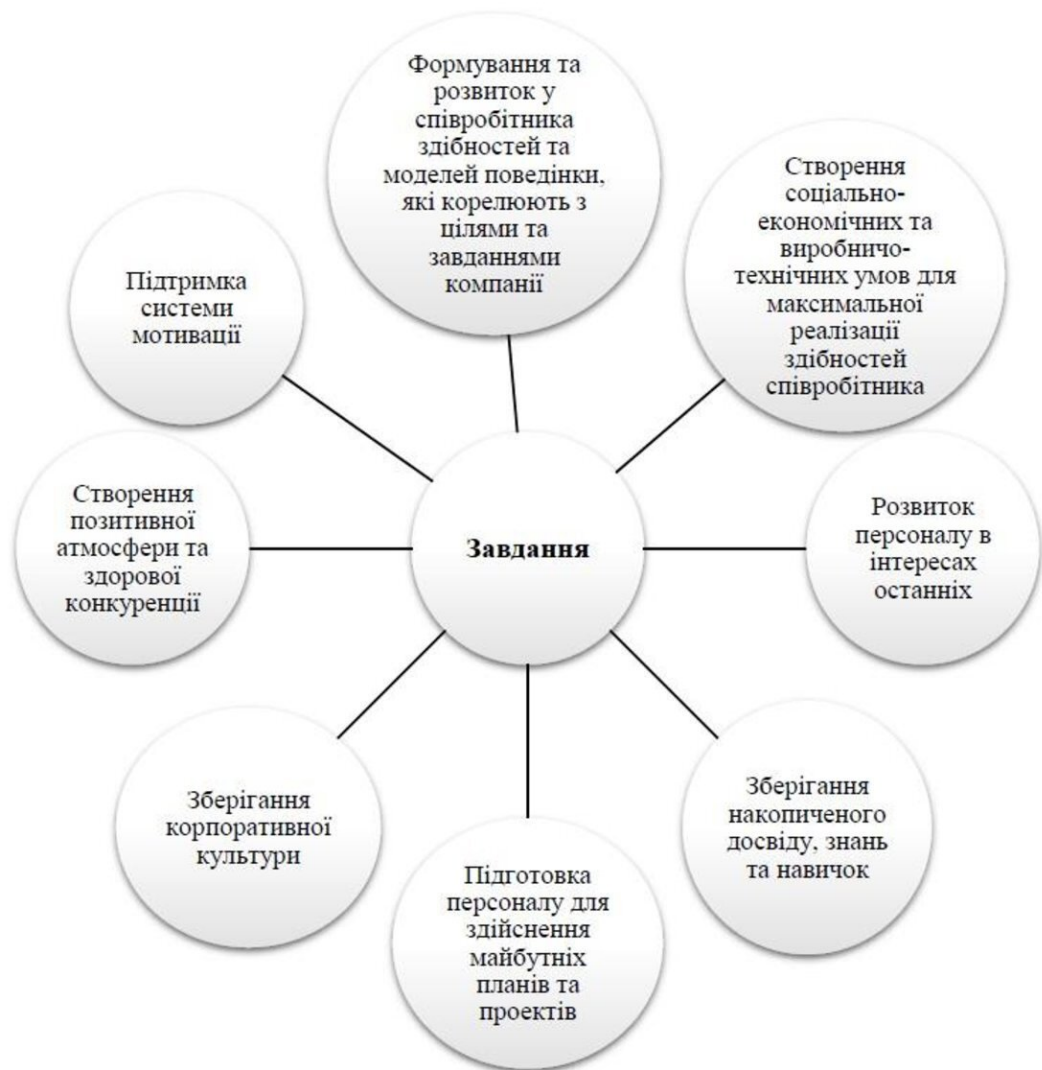 Формування та
розвиток у
співробітника
здібностей та
моделей поведінки,
які корелюють з
цілями та
завданнями
компанії
Створення
соціально-
економічних та
виробничо-
технічних умов для
максимальної
реалізації
здібностей
співробітника
Розвиток
персоналу в
інтересах
останніх
Зберігання
накопиченого
досвіду, знань
та навичок
Підготовка
персоналу для
здійснення
майбутніх
планів та
проектів
Зберігання
корпоративної
культури
Створення
позитивної
атмосфери та
здорової
конкуренції
Підтримка
системи
мотивації
Завдання